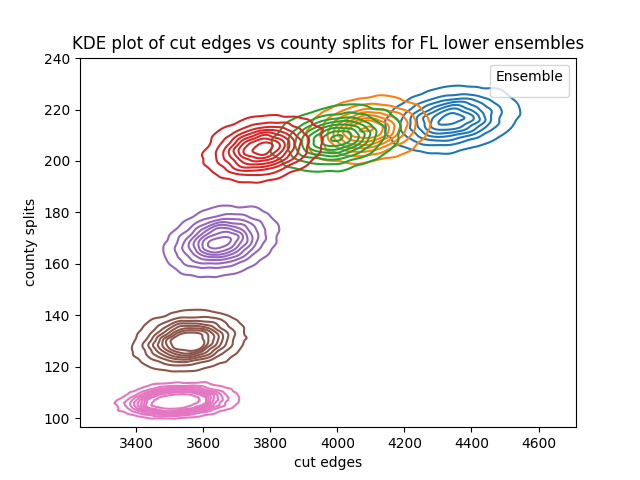 KDE plot of cut edges vs county splits for FL lower ensembles
Ensemble
240
220
200
180
160
140
120
100
county splits
3400 3600 3800 4000 4200 4400 4600
cut edges